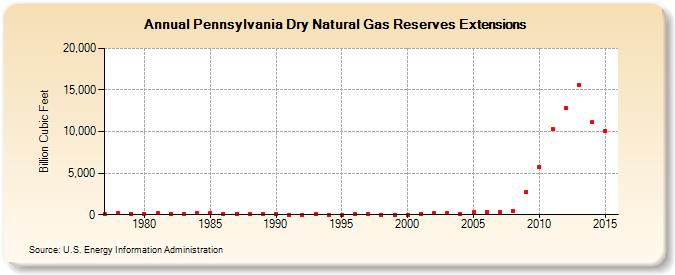 Annual Pennsylvania Dry Natural Gas Reserves Extensions
Billion Cubic Feet
20,000
15,000
10,000
5,000
0
1980 1985 1990 1995 2000 2005 2010 2015
Source: U.S. Energy Information Administration